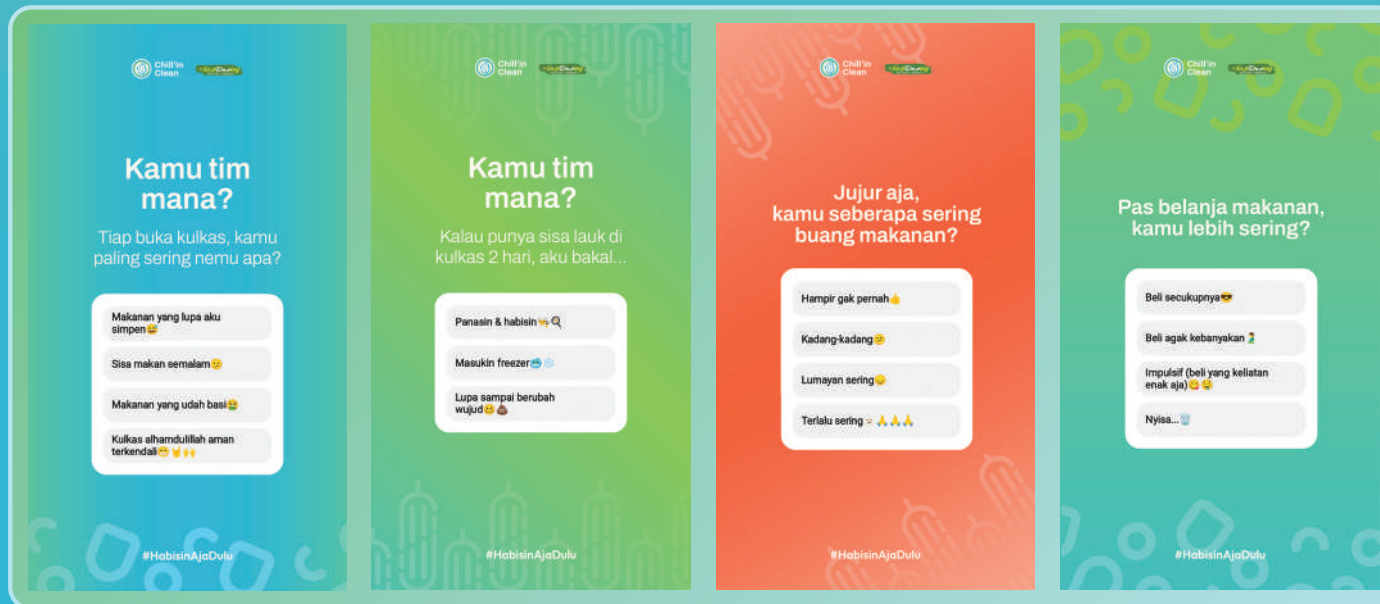 Chill'in
Clean
Kamu tim
mana?
Tiap buka kulkas, kamu
paling sering nemu apa?
Makanan yang lupa aku
simpen😅
Sisa makan semalam🫤
Makanan yang udah basi🤮
Kulkas alhamdulillah aman
terkendali😁🤘🙌
#HabisinAjaDulu
Chill'in
Clean
Kamu tim
mana?
Kalau punya sisa lauk di
kulkas 2 hari, aku bakal...
Panasin & habisin🍳
Masukin freezer🥶❄️
Lupa sampai berubah
wujud🥲💩
#HabisinAjaDulu
Chill'in
Clean
Jujur aja,
kamu seberapa sering
buang makanan?
Hampir gak pernah👍
Kadang-kadang🫤
Lumayan sering😞
Terlalu sering🙏🙏🙏
#HabisinAjaDulu
Chill'in
Clean
Pas belanja makanan,
kamu lebih sering?
Beli secukupnya😎
Beli agak kebanyakan
Impulsif (beli yang keliatan
enak aja)😋🤤
Nyisa...🗑️
#HabisinAjaDulu